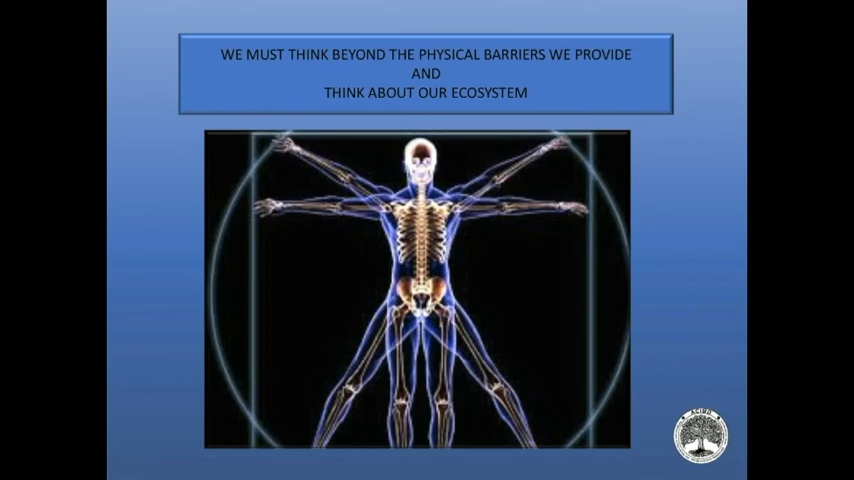 WE MUST THINK BEYOND THE PHYSICAL BARRIERS WE PROVIDE
AND
THINK ABOUT OUR ECOSYSTEM